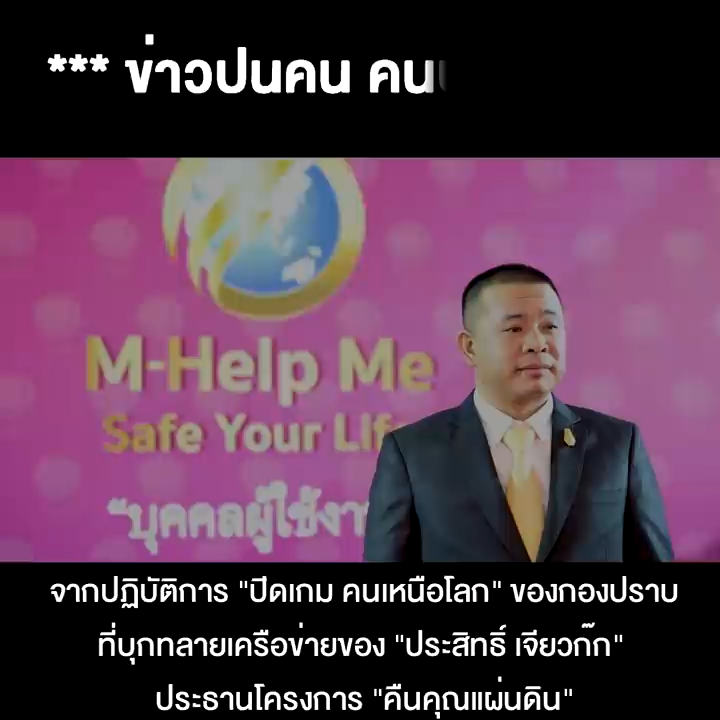 *** ข่าวปนคน คน
M-Help Me
Safe Your Lif
"บุคคลผู้ใช้งา
จากปฏิบัติการ "ปิดเกม คนเหนือโลก" ของกองปราบ
ที่บุกทลายเครือข่ายของ "ประสิทธิ์ เจียวก๊ก"
ประธานโครงการ "คืนคุณแผ่นดิน"